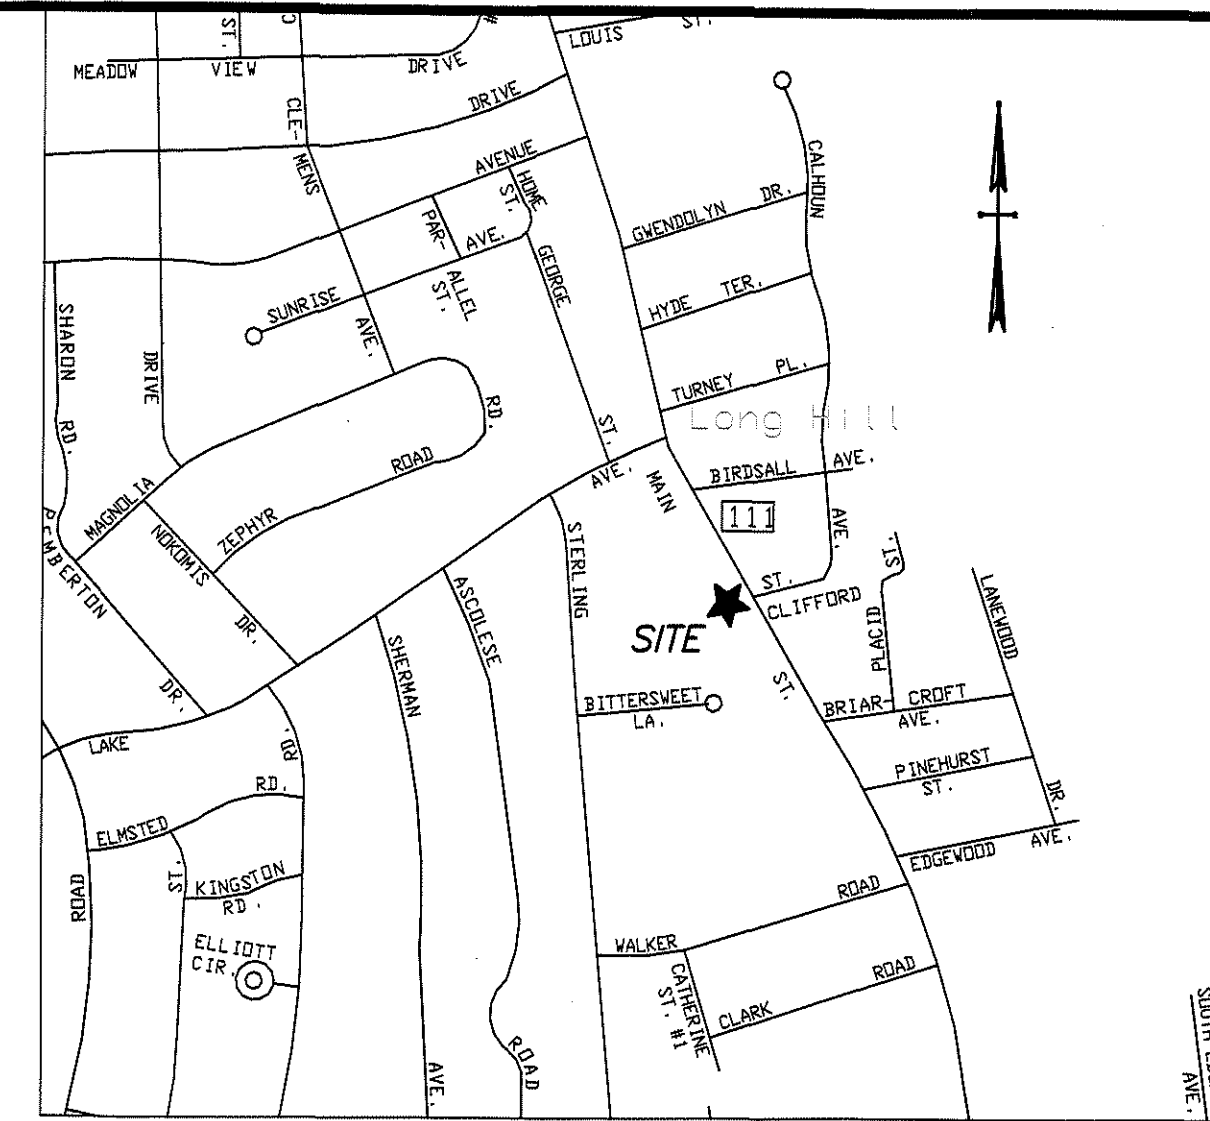 ST.
LOUIS ST.
MEADOW VIEW DRIVE
DRIVE
CLE-
MENS
AVE.
AVENUE
HOME
ST.
PAR-
ALLEL
ST.
SUNRISE AVE.
GEORGE
ST.
CALHOUN
AVE.
GWENDOLYN DR.
HYDE TER.
TURNEY PL.
Long Hill
BIRDSALL AVE.
111
SHARON
RD.
DRIVE
MAGNOLIA RD.
ZEPHYR ROAD
NOKOMIS
DR.
PEMBERTON
DR.
LAKE AVE.
MAIN
ST.
STERLING
ASCOLESE
ROAD
SHERMAN
AVE.
SITE
ST.
CLIFFORD
PLACID
ST.
LANEWOOD
DR.
BITTERSWEET
LA.
BRIAR- CROFT
AVE.
PINEHURST
ST.
EDGEWOOD AVE.
RD.
ELMSTED RD.
ST.
KINGSTON
RD.
ELLIOTT
CIR.
ROAD
WALKER ROAD
CATHERINE
ST. #1
CLARK ROAD
SOUTH
AVE.